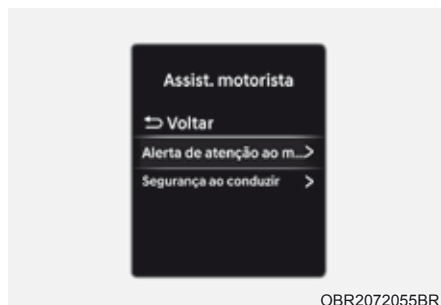 Assist. motorista
Voltar
Alerta de atenção ao m...>
Segurança ao conduzir >
OBR2072055BR